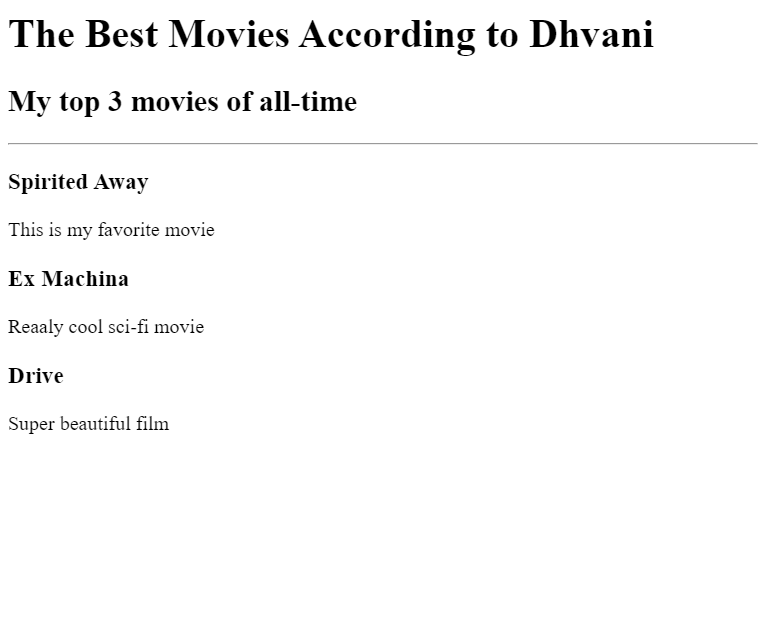 The Best Movies According to Dhvani
My top 3 movies of all-time
Spirited Away
This is my favorite movie
Ex Machina
Reaaly cool sci-fi movie
Drive
Super beautiful film